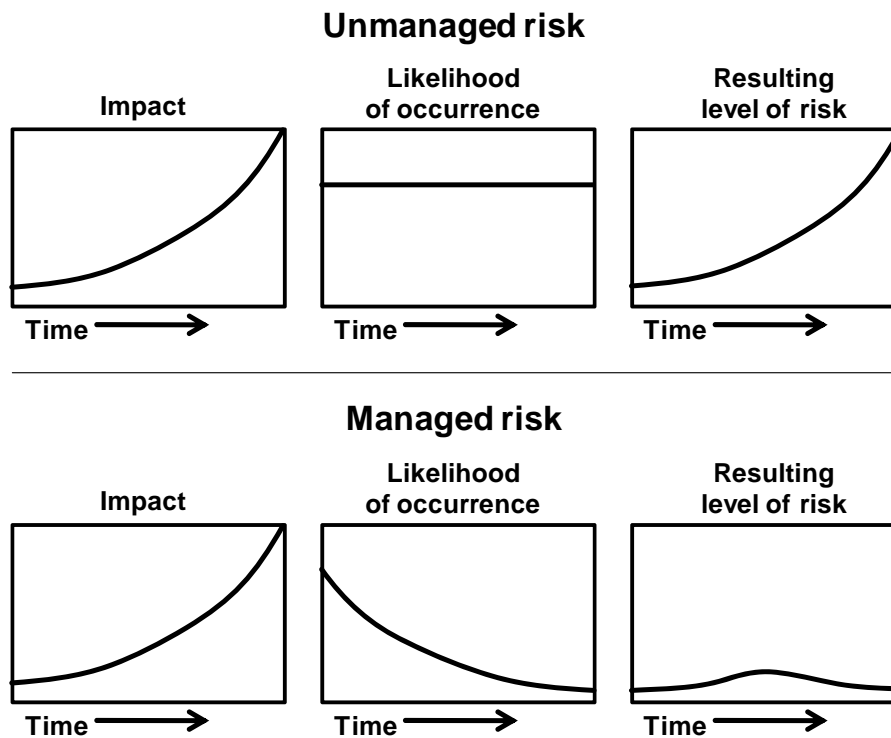 Unmanaged risk
Impact
Likelihood
of occurrence
Resulting
level of risk
Time
Time
Time
Managed risk
Impact
Likelihood
of occurrence
Resulting
level of risk
Time
Time
Time